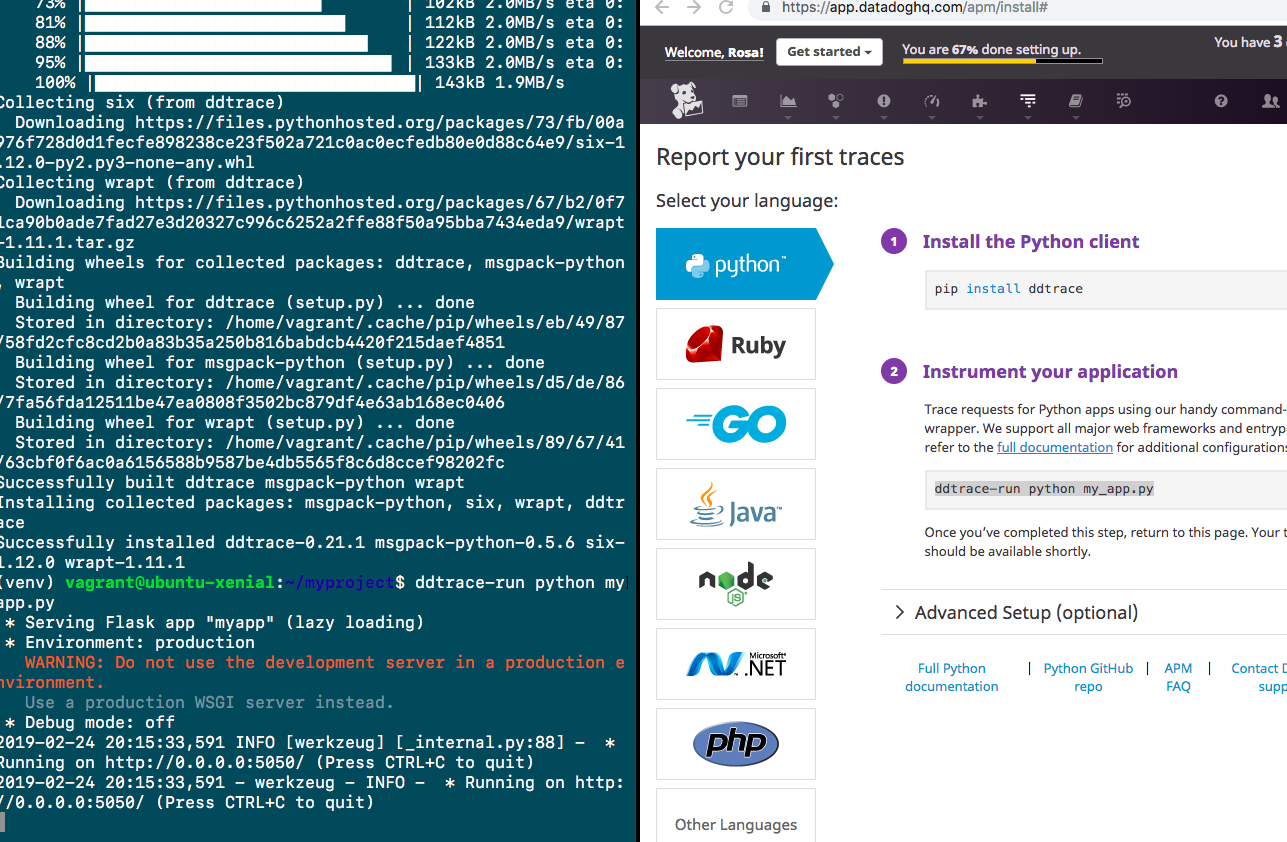 73% | | 102kB 2.0MB/s eta 0:
81% | | 112kB 2.0MB/s eta 0:
88% | | 122kB 2.0MB/s eta 0:
95% | | 133kB 2.0MB/s eta 0:
100% | | 143kB 1.9MB/s
Collecting six (from ddtrace)
Downloading https://files.pythonhosted.org/packages/73/fb/00a
976f728d0d1fecfe898238ce23f502a721c0ac0ecfedb80e0d88c64e9/six-1
.12.0-py2.py3-none-any.whl
Collecting wrapt (from ddtrace)
Downloading https://files.pythonhosted.org/packages/67/b2/0f7
1ca90b0ade7fad27e3d20327c996c6252a2ffe88f50a95bba7434eda9/wrapt
-1.11.1.tar.gz
Building wheels for collected packages: ddtrace, msgpack-python
, wrapt
Building wheel for ddtrace (setup.py) ... done
Stored in directory: /home/vagrant/.cache/pip/wheels/eb/49/87
/58fd2cfc8cd2b0a83b35a250b816babdcb4420f215daef4851
Building wheel for msgpack-python (setup.py) ... done
Stored in directory: /home/vagrant/.cache/pip/wheels/d5/de/86
/7fa56fda12511be47ea0808f3502bc879df4e63ab168ec0406
Building wheel for wrapt (setup.py) ... done
Stored in directory: /home/vagrant/.cache/pip/wheels/89/67/41
/63cbf0f6ac0a6156588b9587be4db5565f8c6d8ccef98202fc
Successfully built ddtrace msgpack-python wrapt
Installing collected packages: msgpack-python, six, wrapt, ddtr
ace
Successfully installed ddtrace-0.21.1 msgpack-python-0.5.6 six-
1.12.0 wrapt-1.11.1
(venv) vagrant@ubuntu-xenial:~/myproject$ ddtrace-run python my
app.py
* Serving Flask app "myapp" (lazy loading)
* Environment: production
WARNING: Do not use the development server in a production e
nvironment.
Use a production WSGI server instead.
* Debug mode: off
2019-02-24 20:15:33,591 INFO [werkzeug] [_internal.py:88] -  *
Running on http://0.0.0.0:5050/ (Press CTRL+C to quit)
2019-02-24 20:15:33,591 - werkzeug - INFO -  * Running on http:
//0.0.0.0:5050/ (Press CTRL+C to quit)
https://app.datadoghq.com/apm/install#
Welcome, Rosa!
Get started
You are 67% done setting up.
You have 3
Report your first traces
Select your language:
python™
Ruby
GO
Java™
node
JS
Microsoft®
.NET
php
Other Languages
1 Install the Python client
pip install ddtrace
2 Instrument your application
Trace requests for Python apps using our handy command-
wrapper. We support all major web frameworks and entryp
refer to the full documentation for additional configurations
ddtrace-run python my_app.py
Once you've completed this step, return to this page. Your t
should be available shortly.
Advanced Setup (optional)
Full Python
documentation
Python GitHub
repo
APM
FAQ
Contact D
supp